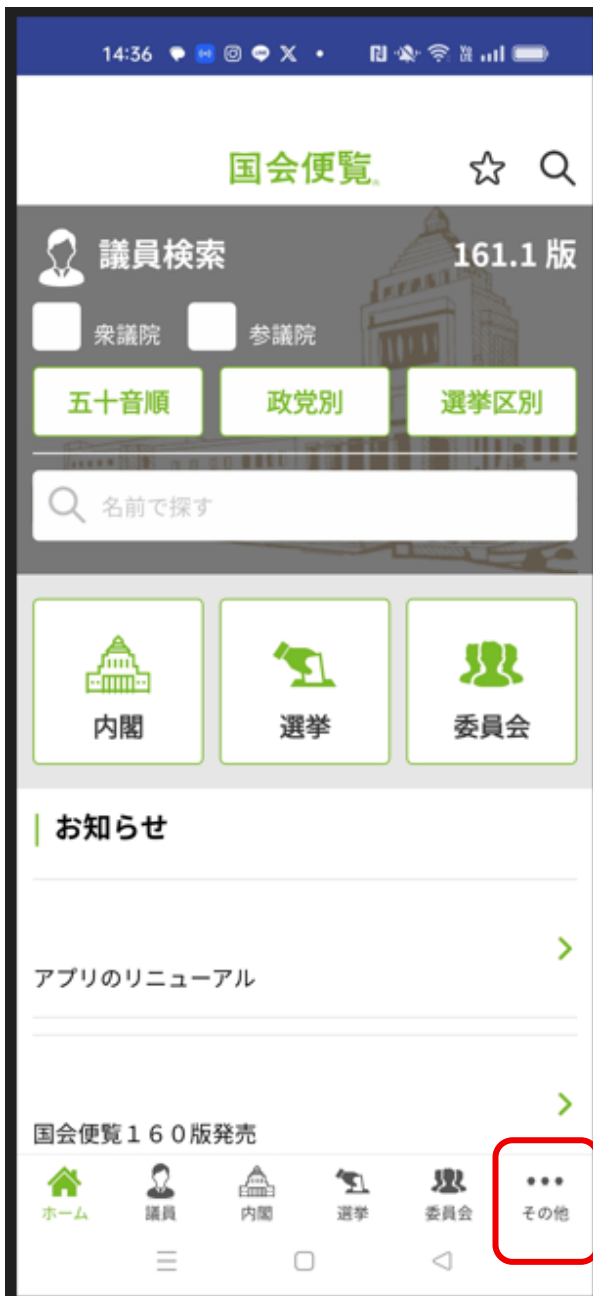 14:36
国会便覧
議員検索 161.1 版
衆議院 参議院
五十音順 政党別 選挙区別
名前で探す
内閣 選挙 委員会
お知らせ
アプリのリニューアル
国会便覧１６０版発売
ホーム 議員 内閣 選挙 委員会 その他